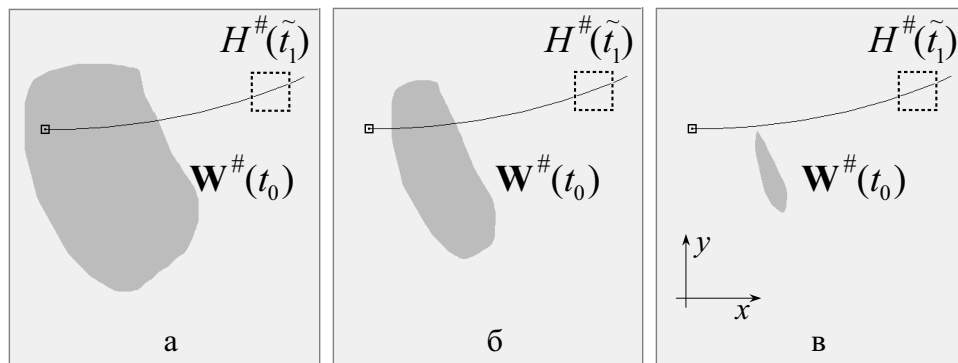 H^#(t̃₁)
H^#(t̃₁)
H^#(t̃₁)
W^#(t₀)
W^#(t₀)
W^#(t₀)
y
x
а
б
в